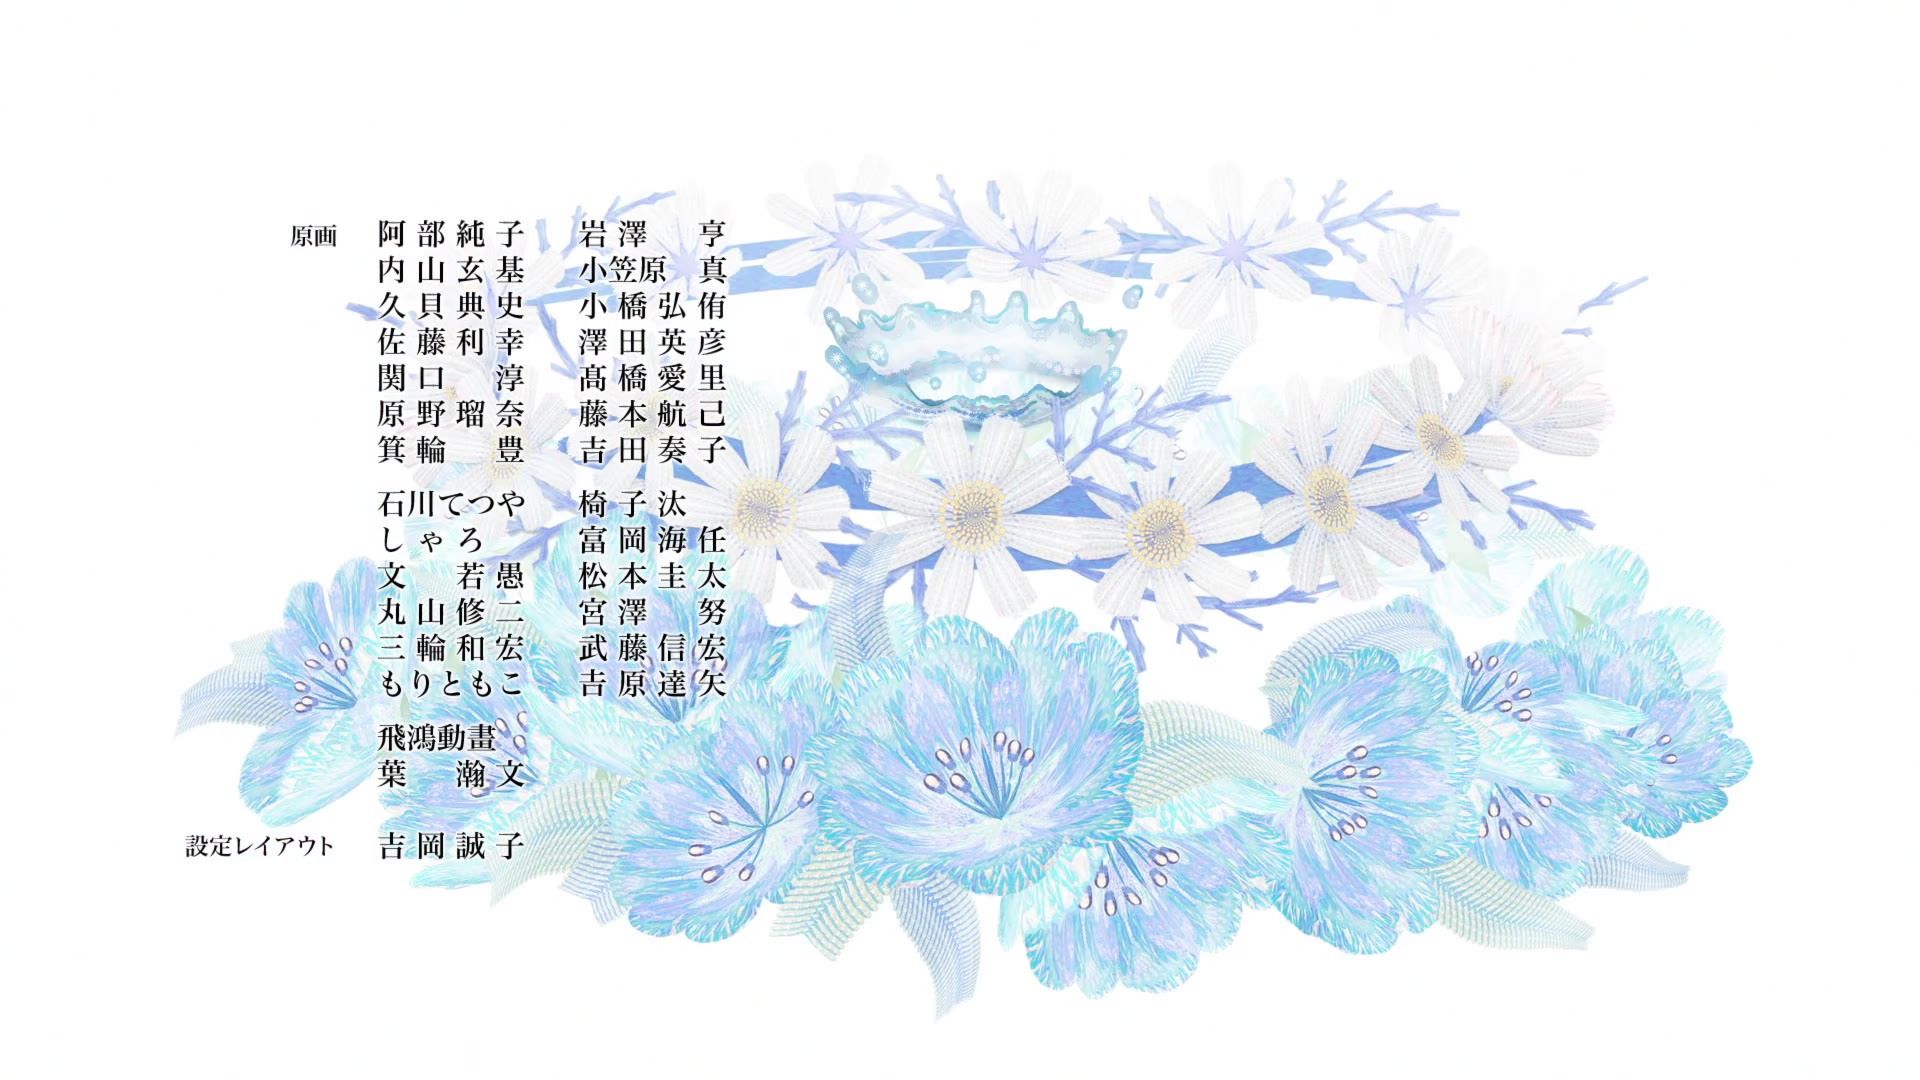 原画 阿部純子 岩澤 亨
内山玄基 小笠原 真
久貝典史 小橋弘侑
佐藤利幸 澤田英彦
関口 淳 髙橋愛里
原野瑠奈 藤本航己
箕輪 豊 𠮷田奏子
石川てつや 椅子汰
しゃろ 富岡海任
文 若愚 松本圭太
丸山修二 宮澤 努
三輪和宏 武藤信宏
もりともこ 𠮷原達矢
飛鴻動畫
葉 瀚文
設定レイアウト 吉岡誠子